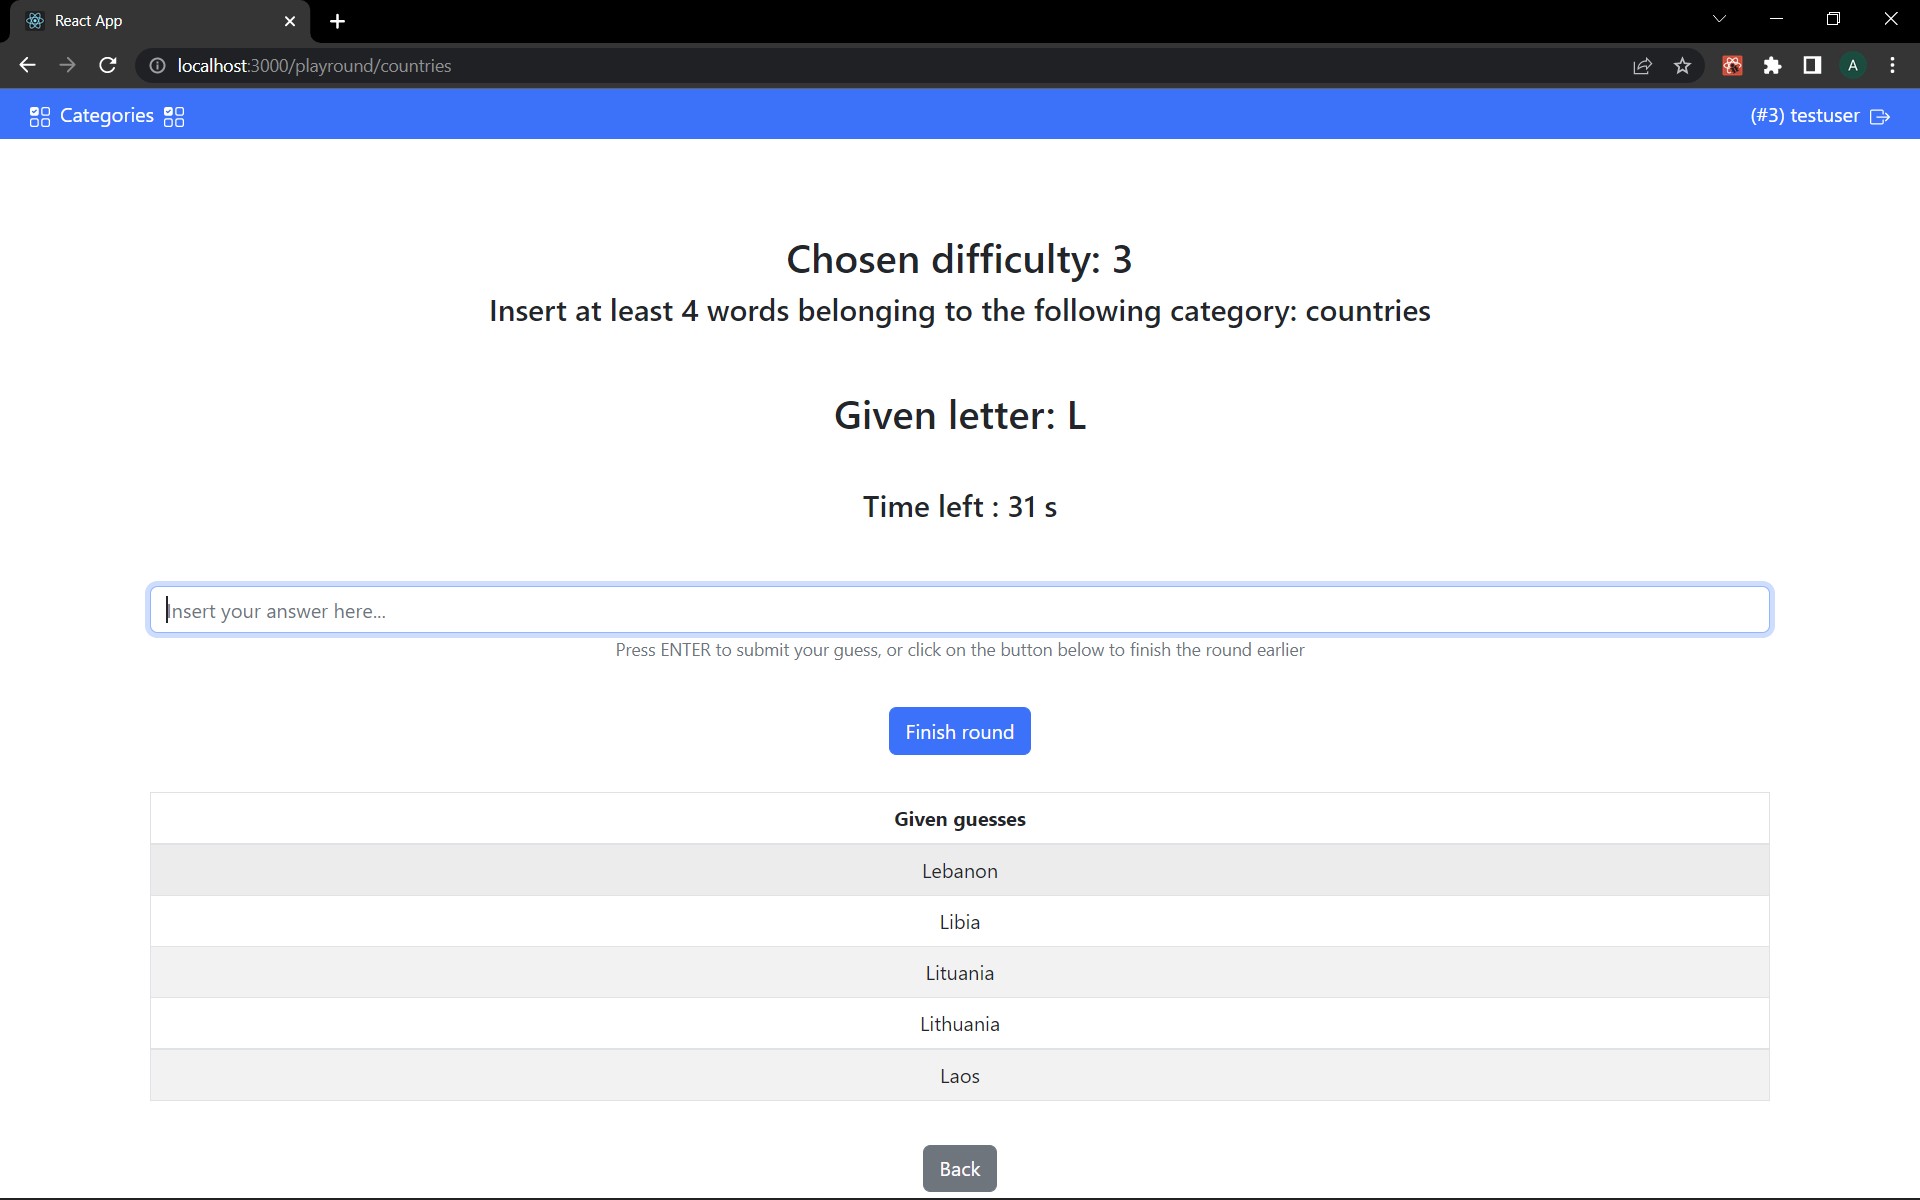 React App
localhost:3000/playround/countries
A
Categories
(#3) testuser
Chosen difficulty: 3
Insert at least 4 words belonging to the following category: countries
Given letter: L
Time left : 31 s
Insert your answer here...
Press ENTER to submit your guess, or click on the button below to finish the round earlier
Finish round
Given guesses
Lebanon
Libia
Lituania
Lithuania
Laos
Back